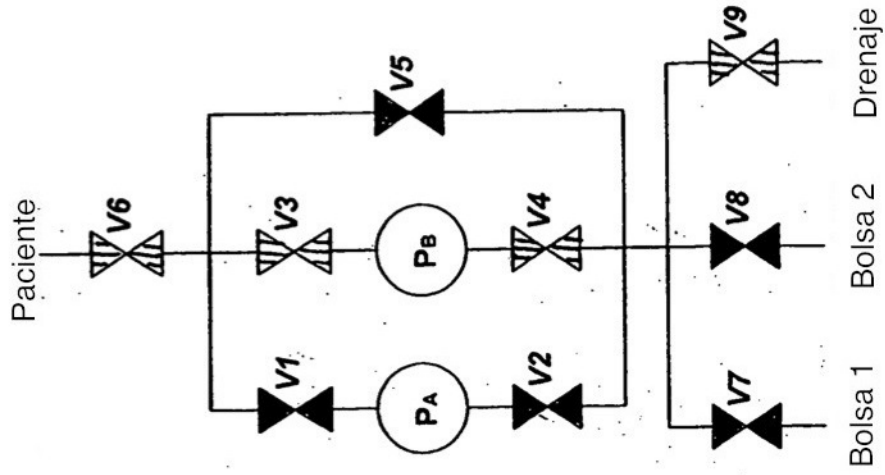 Paciente
V6
V1
V3
V5
PA
PB
V2
V4
V7
V8
V9
Bolsa 1
Bolsa 2
Drenaje